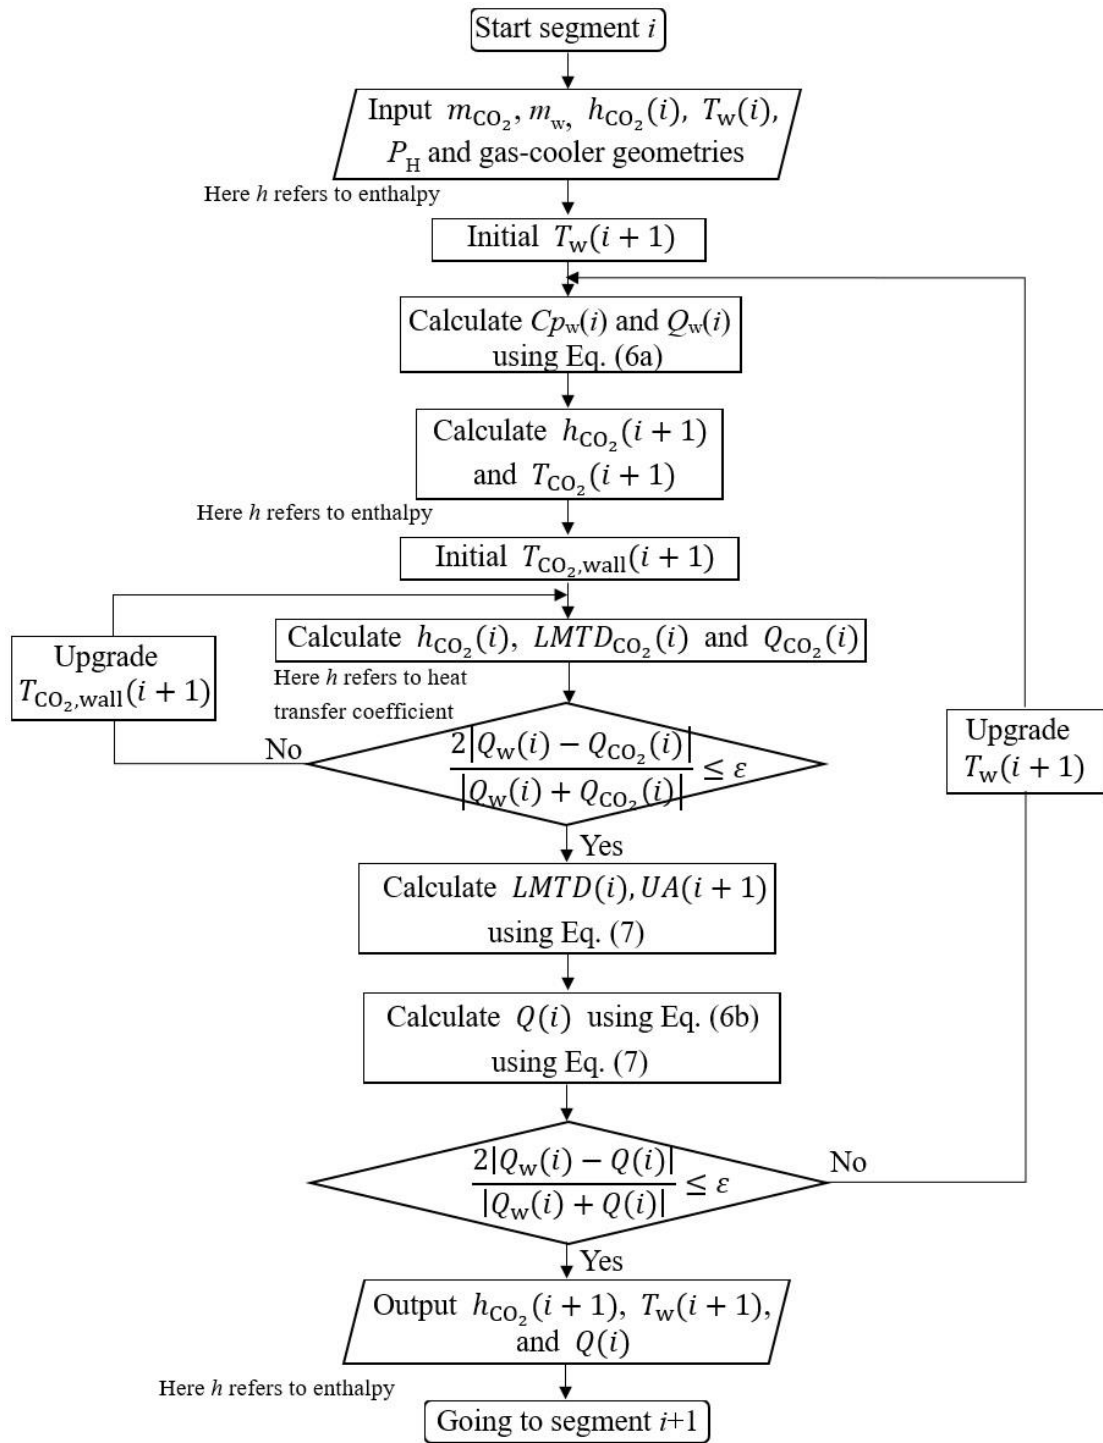 Start segment i
Input m_CO₂, m_w, h_CO₂(i), T_w(i),
P_H and gas-cooler geometries
Here h refers to enthalpy
Initial T_w(i + 1)
Calculate Cp_w(i) and Q_w(i)
using Eq. (6a)
Calculate h_CO₂(i + 1)
and T_CO₂(i + 1)
Here h refers to enthalpy
Initial T_CO₂,wall(i + 1)
Calculate h_CO₂(i), LMTD_CO₂(i) and Q_CO₂(i)
Upgrade
T_CO₂,wall(i + 1)
Here h refers to heat
transfer coefficient
No
2|Q_w(i) − Q_CO₂(i)|
|Q_w(i) + Q_CO₂(i)|
≤ ε
Upgrade
T_w(i + 1)
Yes
Calculate LMTD(i), UA(i + 1)
using Eq. (7)
Calculate Q(i) using Eq. (6b)
using Eq. (7)
2|Q_w(i) − Q(i)|
|Q_w(i) + Q(i)|
≤ ε
No
Yes
Output h_CO₂(i + 1), T_w(i + 1),
and Q(i)
Here h refers to enthalpy
Going to segment i+1